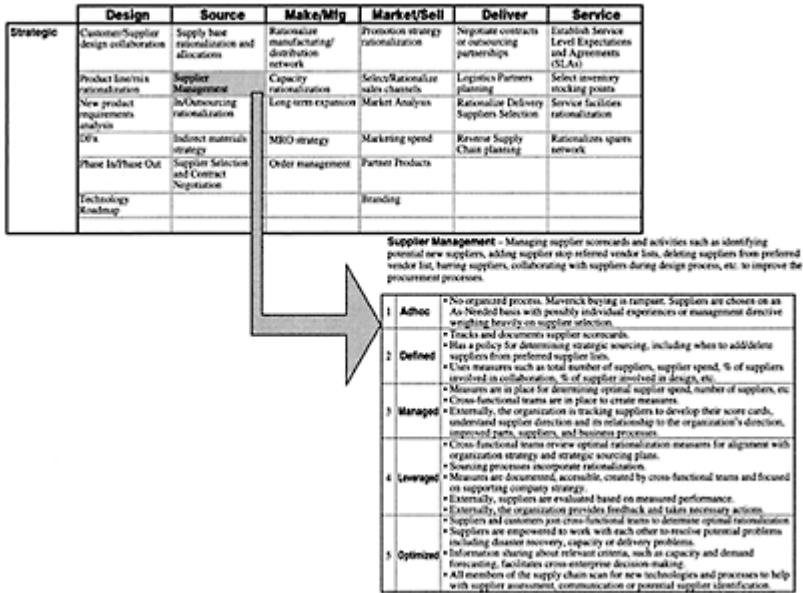 Design Source Make/Mfg Market/Sell Deliver Service
Strategic
Customer/Supplier
design collaboration
Supply base
rationalization and
allocations
Rationalize
manufacturing/
distribution
network
Promotion strategy
rationalization
Negotiate contracts
or outsourcing
partnerships
Establish Service
Level Expectations
and Agreements
(SLAs)
Product line/mix
rationalization
Supplier
Management
Capacity
rationalization
Select/Rationalize
sales channels
Logistics Partners
planning
Select inventory
stocking points
New product
requirements
analysis
In/Outsourcing
rationalization
Long term expansion
Market Analysis
Rationalize Delivery
Suppliers Selection
Service facilities
rationalization
DFx
Indirect materials
strategy
MRO strategy
Marketing spend
Reverse Supply
Chain planning
Rationalize spares
network
Phase In/Phase Out
Supplier Selection
and Contract
Negotiation
Order management
Partner Products
Technology
Roadmap
Branding
Supplier Management – Managing supplier scorecards and activities such as identifying
potential new suppliers, adding supplier stop referred vendor lists, deleting suppliers from preferred
vendor list, barring suppliers, collaborating with suppliers during design process, etc. to improve the
procurement processes.
1 Adhoc
• No organized process. Maverick buying is rampart. Suppliers are chosen on an
As-Needed basis with possibly individual experiences or management directive
weighing heavily on supplier selection.
2 Defined
• Tracks and documents supplier scorecards.
• Has a policy for determining strategic sourcing, including when to add/delete
suppliers from preferred supplier lists.
• Uses measures such as total number of suppliers, supplier spend, % of suppliers
involved in collaboration, % of supplier involved in design, etc.
3 Managed
• Measures are in place for determining optimal supplier spend, number of suppliers, etc
• Cross-functional teams are in place to create measures.
• Externally, the organization is tracking suppliers to develop their score cards,
understand supplier direction and its relationship to the organization's direction,
improved parts, suppliers, and business processes.
4 Leveraged
• Cross-functional teams review optimal rationalization measures for alignment with
organization strategy and strategic sourcing plans.
• Sourcing processes incorporate rationalization.
• Measures are documented, accessible, created by cross-functional teams and focused
on supporting company strategy.
• Externally, suppliers are evaluated based on measured performance.
• Externally, the organization provides feedback and takes necessary actions.
5 Optimized
• Suppliers and customers join cross-functional teams to determine optimal rationalization
• Suppliers are empowered to work with each other to resolve potential problems
including disaster recovery, capacity or delivery problems.
• Information sharing about relevant criteria, such as capacity and demand
forecasting, facilitates cross-enterprise decision-making.
• All members of the supply chain scan for new technologies and processes to help
with supplier assessment, communication or potential supplier identification.